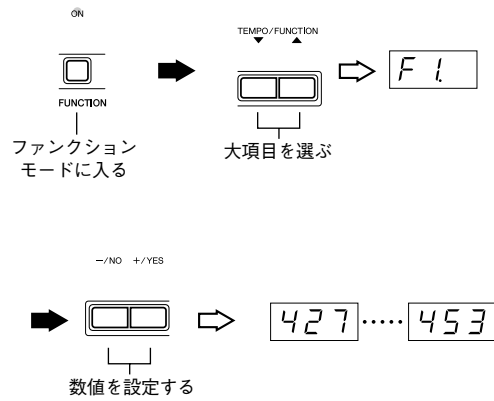 ON
TEMPO/FUNCTION
▼ ▲
F 1.
FUNCTION
ファンクション
モードに入る
大項目を選ぶ
−/NO +/YES
427 ····· 453
数値を設定する